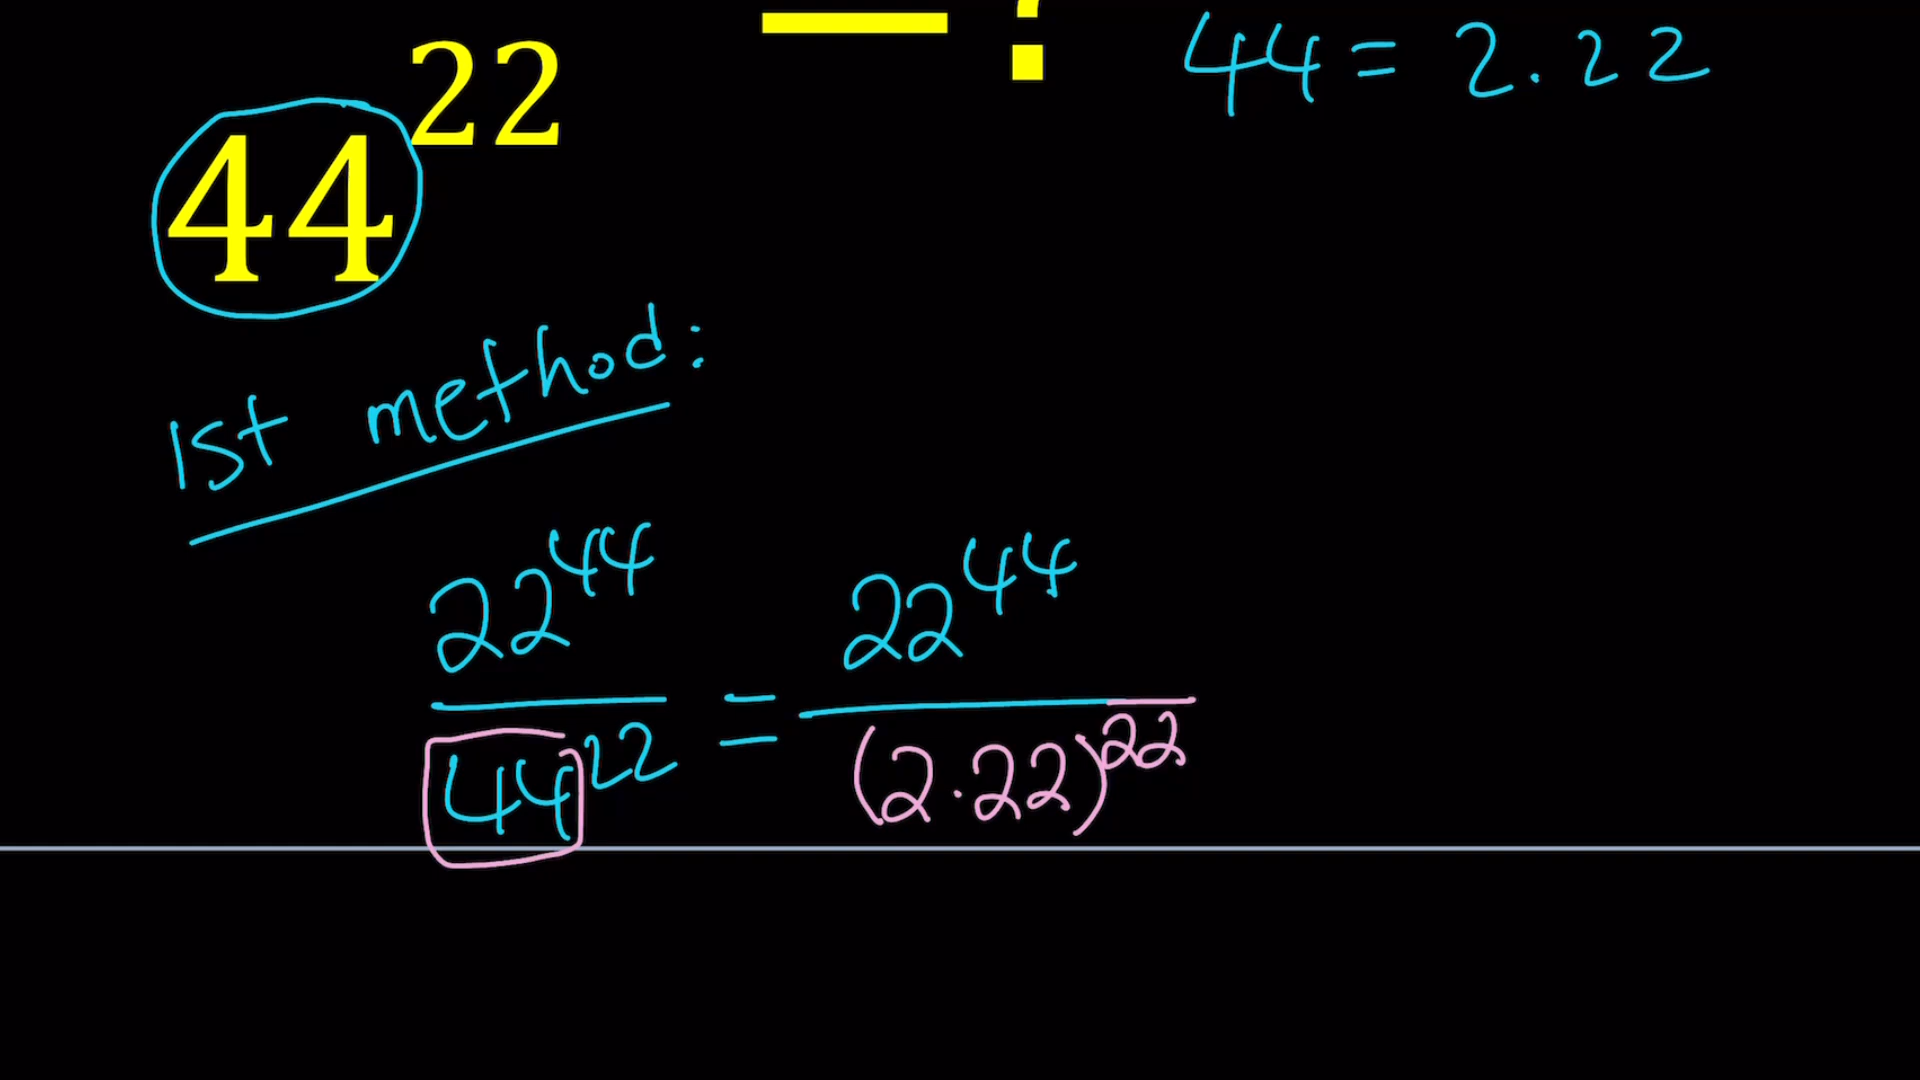 44^22 = ?
44 = 2.22
1st method:
22^44 / 44^22 = 22^44 / (2.22)^22